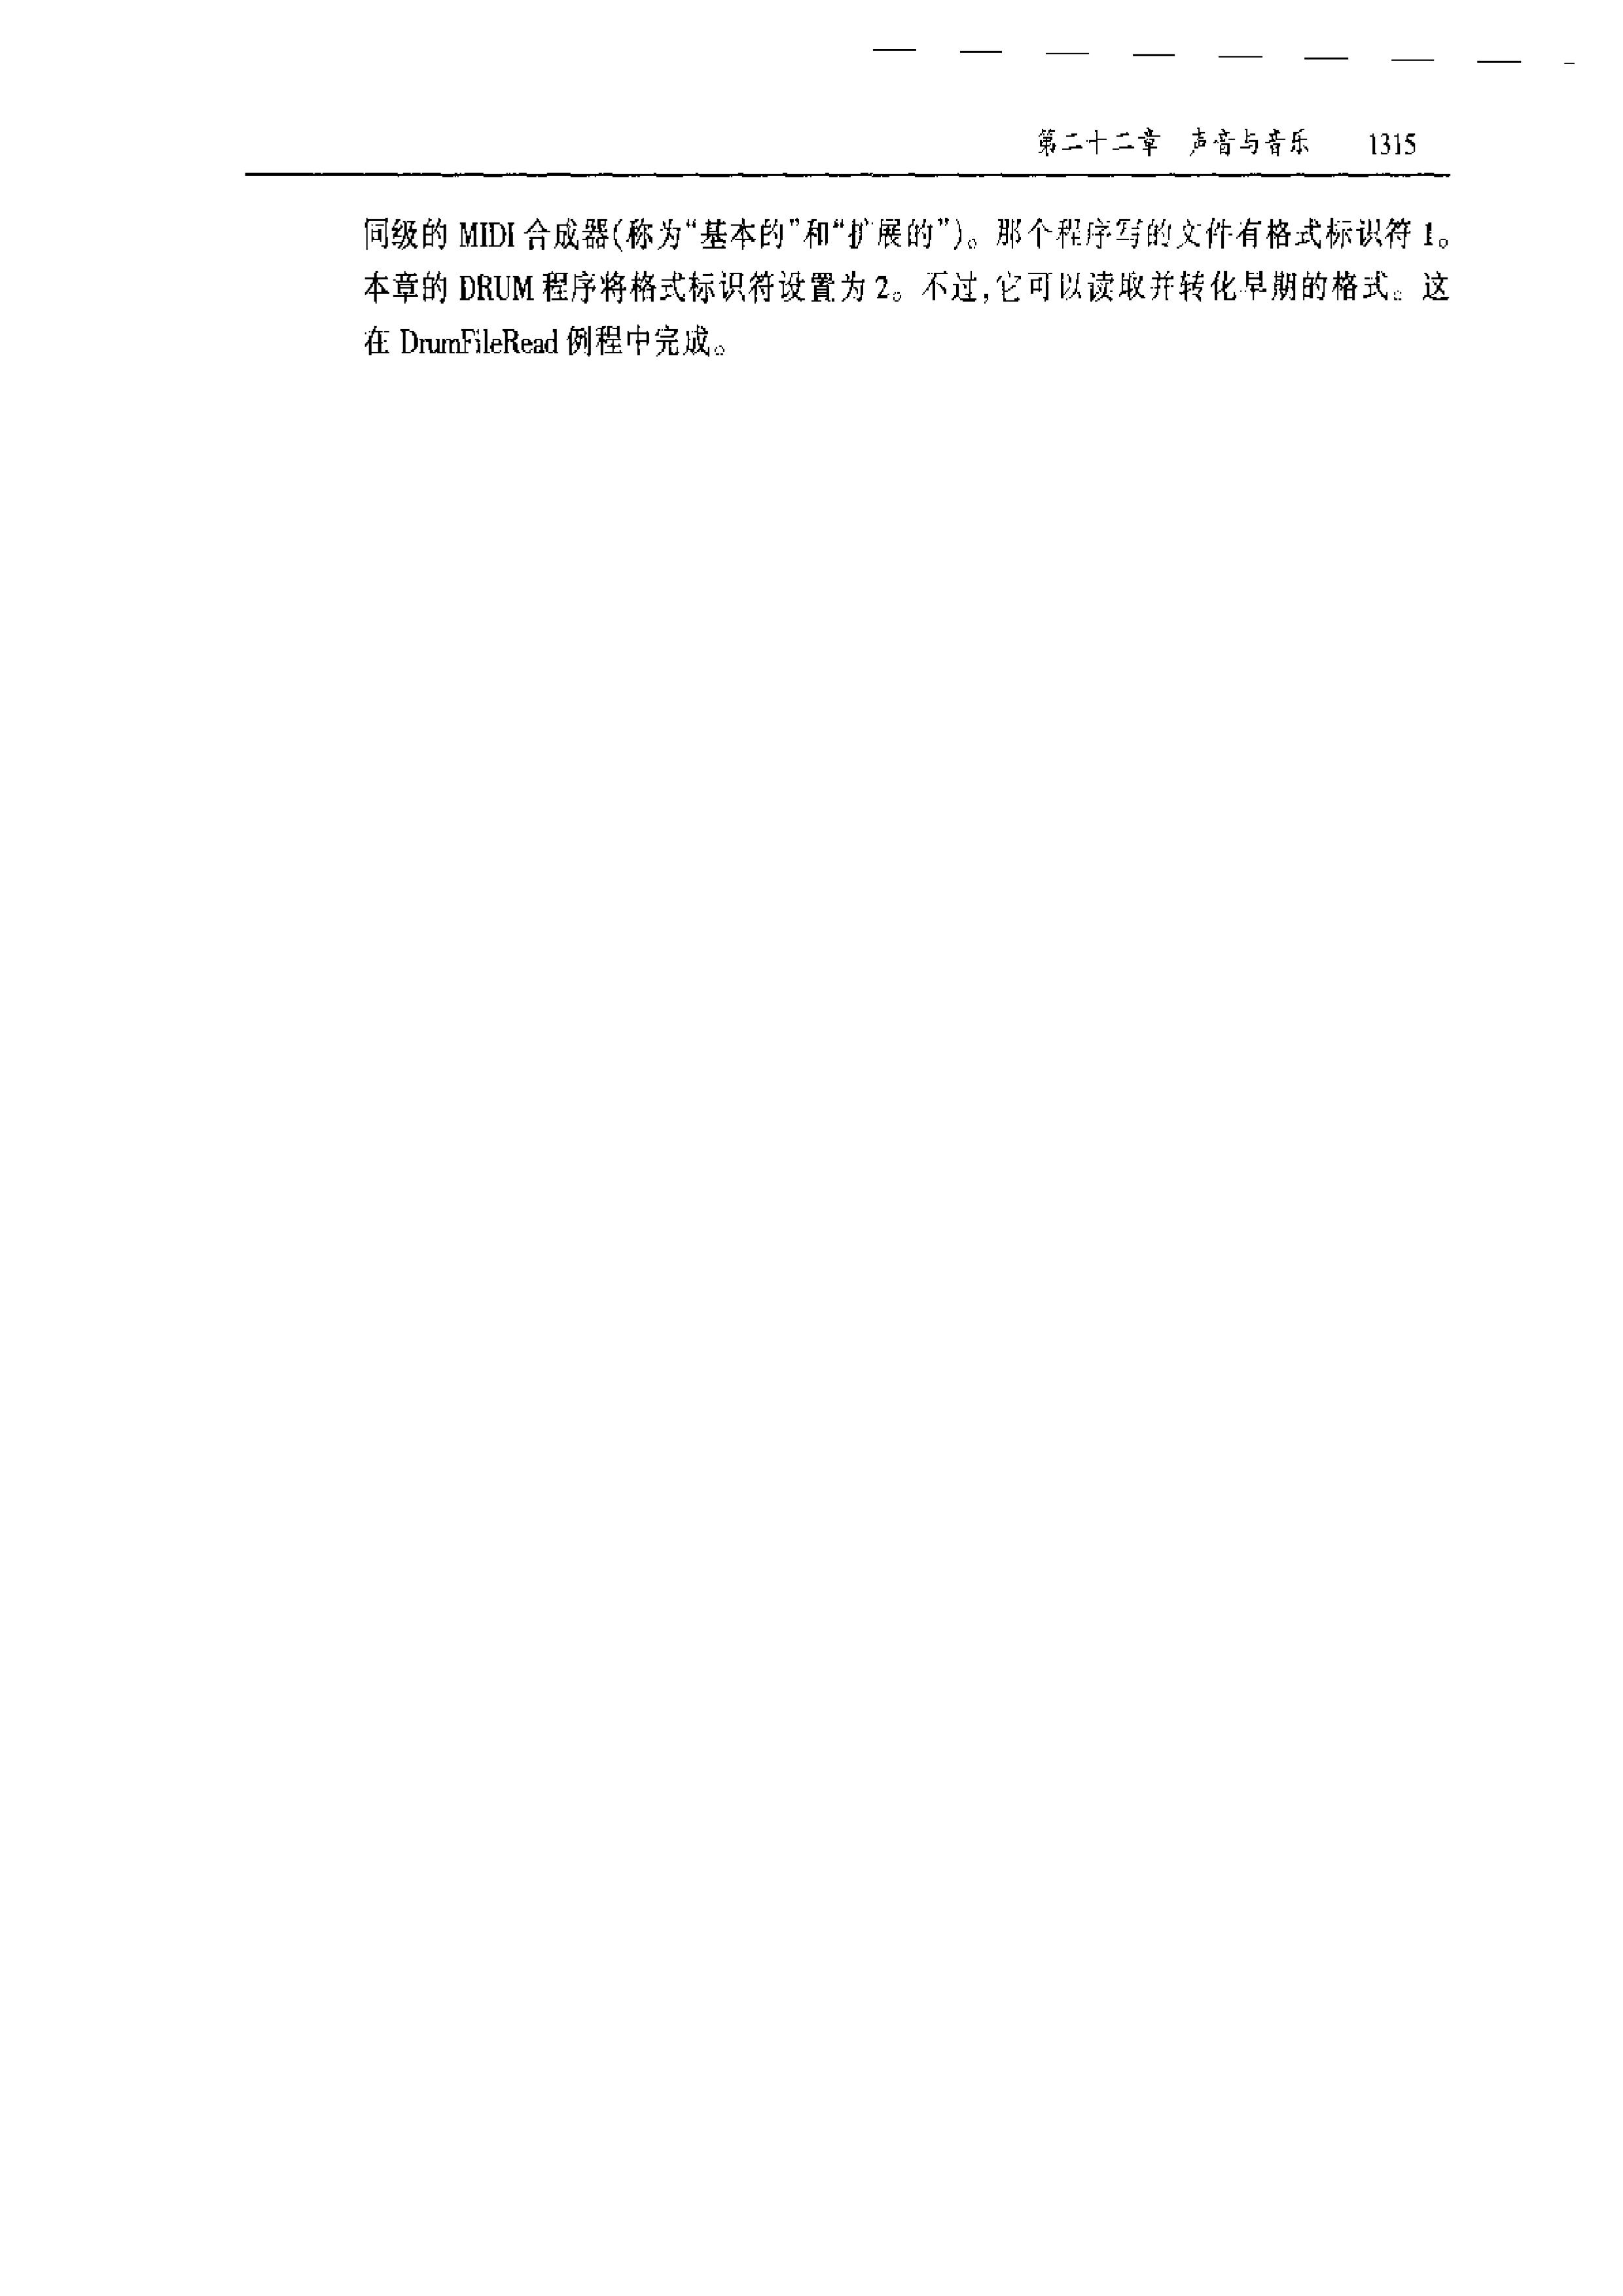 第二十二章 声音与音乐 1315
同级的 MIDI 合成器(称为“基本的”和“扩展的”)。那个程序写的文件有格式标识符 1。
本章的 DRUM 程序将格式标识符设置为 2。不过,它可以读取并转化早期的格式。这
在 DrumFileRead 例程中完成。